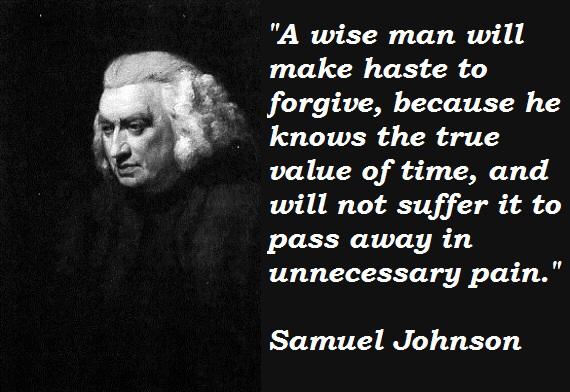 "A wise man will
make haste to
forgive, because he
knows the true
value of time, and
will not suffer it to
pass away in
unnecessary pain."
Samuel Johnson